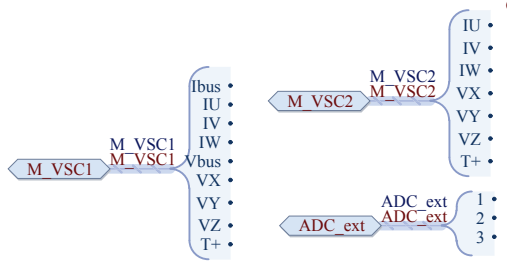 Ibus
IU
IV
M_VSC1
IW
M_VSC1
Vbus
M_VSC1
VX
VY
VZ
T+
IU
IV
IW
M_VSC2
M_VSC2
VX
M_VSC2
VY
VZ
T+
ADC_ext
1
ADC_ext
2
ADC_ext
3